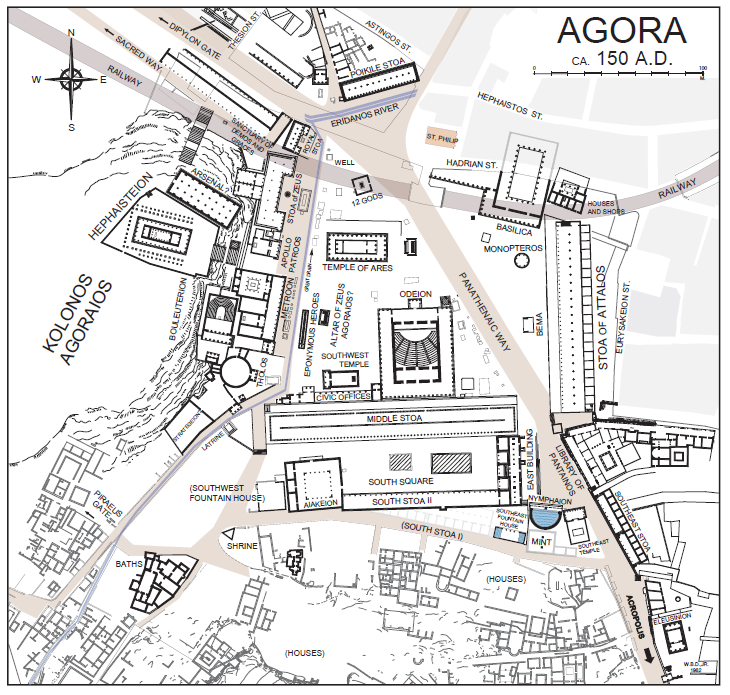 AGORA
CA. 150 A.D.
0
100
M.
N
W
E
S
DIPYLON GATE
SACRED WAY
RAILWAY
THESION ST.
ASTINGOS ST.
POIKILE STOA
ERIDANOS RIVER
HEPHAISTOS ST.
ST. PHILIP
SANCTUARY OF
DEMOS AND
GRACES
ROYAL
STOA
WELL
HADRIAN ST.
RAILWAY
12 GODS
HOUSES
AND SHOPS
BASILICA
ARSENAL?
STOA of ZEUS
HEPHAISTEION
MONOPTEROS
TEMPLE OF ARES
APOLLO
PATROOS
KOLONOS
AGORAIOS
GREAT DRAIN
PANATHENAIC WAY
STOA OF ATTALOS
EURYSAKEION ST.
BOULEUTERION
METROON
EPONYMOUS HEROES
ALTAR OF ZEUS
AGORAIOS?
ODEION
BEMA
SOUTHWEST
TEMPLE
THOLOS
CIVIC OFFICES
STRATEGEION
LATRINE
MIDDLE STOA
EAST BUILDING
LIBRARY OF
PANTAINOS
SOUTH SQUARE
(SOUTHWEST
FOUNTAIN HOUSE)
AIAKEION
SOUTH STOA II
NYMPHAION
SOUTHEAST STOA
PIRAEUS
GATE
(SOUTH STOA I)
SOUTHEAST
FOUNTAIN
HOUSE
MINT
SOUTHEAST
TEMPLE
SHRINE
BATHS
(HOUSES)
(HOUSES)
ACROPOLIS
ELEUSINION
W.B.D. JR.
1962